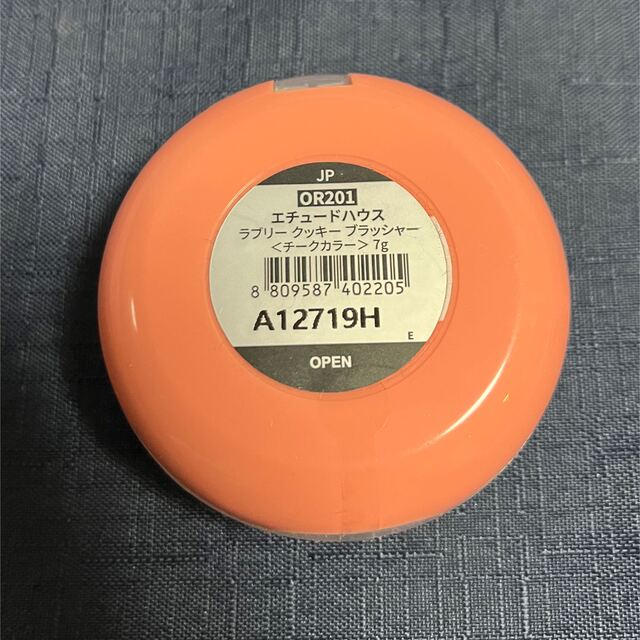 JP
OR201
エチュードハウス
ラブリー クッキー ブラッシャー
<チークカラー> 7g
8 809587 402205
A12719H
E
OPEN